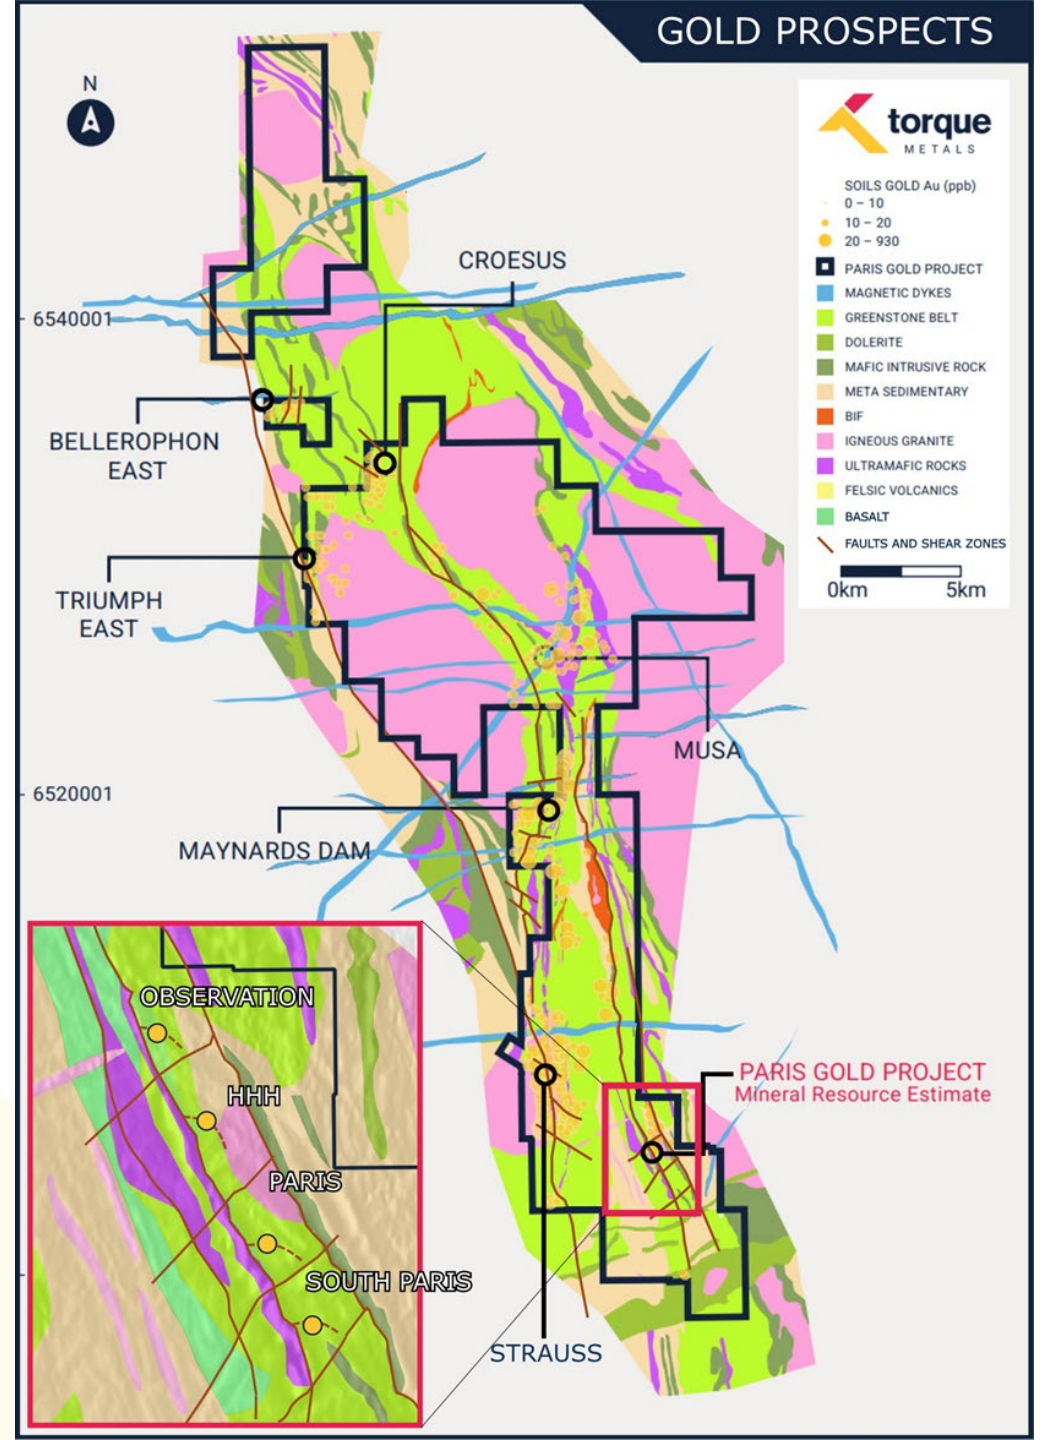 GOLD PROSPECTS
N
torque
METALS
SOILS GOLD Au (ppb)
0 – 10
10 – 20
20 – 930
PARIS GOLD PROJECT
MAGNETIC DYKES
GREENSTONE BELT
DOLERITE
MAFIC INTRUSIVE ROCK
META SEDIMENTARY
BIF
IGNEOUS GRANITE
ULTRAMAFIC ROCKS
FELSIC VOLCANICS
BASALT
FAULTS AND SHEAR ZONES
0km 5km
CROESUS
6540001
BELLEROPHON
EAST
TRIUMPH
EAST
MUSA
6520001
MAYNARDS DAM
OBSERVATION
HHH
PARIS
SOUTH PARIS
PARIS GOLD PROJECT
Mineral Resource Estimate
STRAUSS